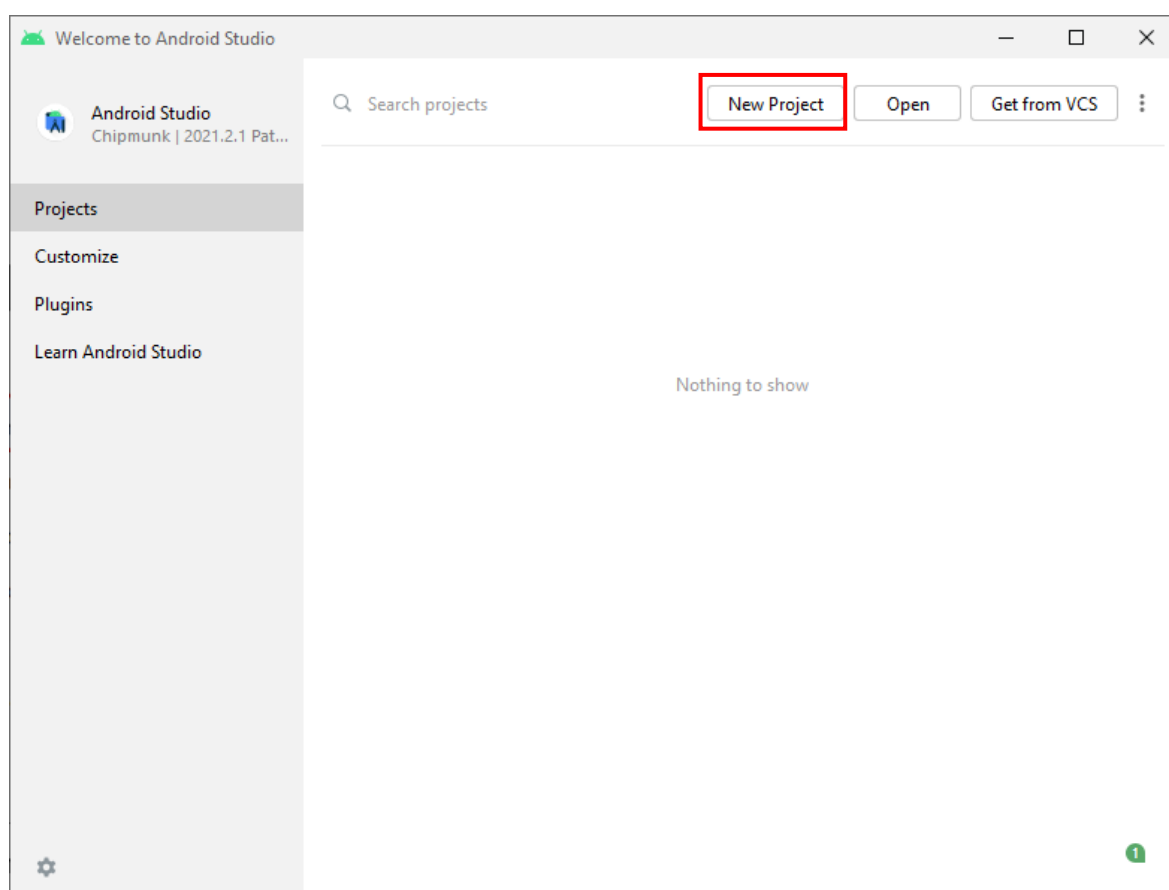 Welcome to Android Studio
Android Studio
Chipmunk | 2021.2.1 Pat...
Search projects
New Project
Open
Get from VCS
Projects
Customize
Plugins
Learn Android Studio
Nothing to show
1